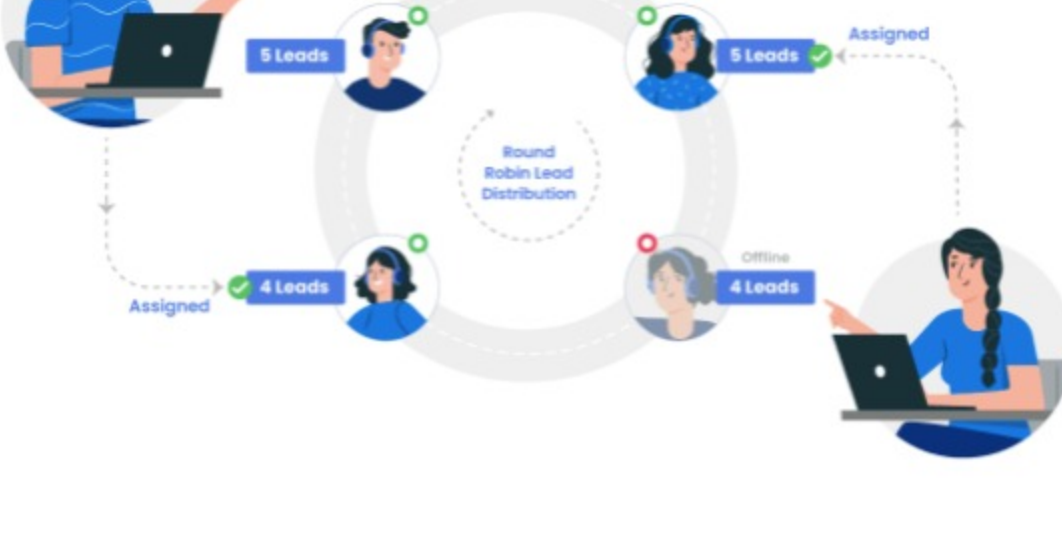 5 Leads
5 Leads
Assigned
Round
Robin Lead
Distribution
Offline
4 Leads
4 Leads
Assigned